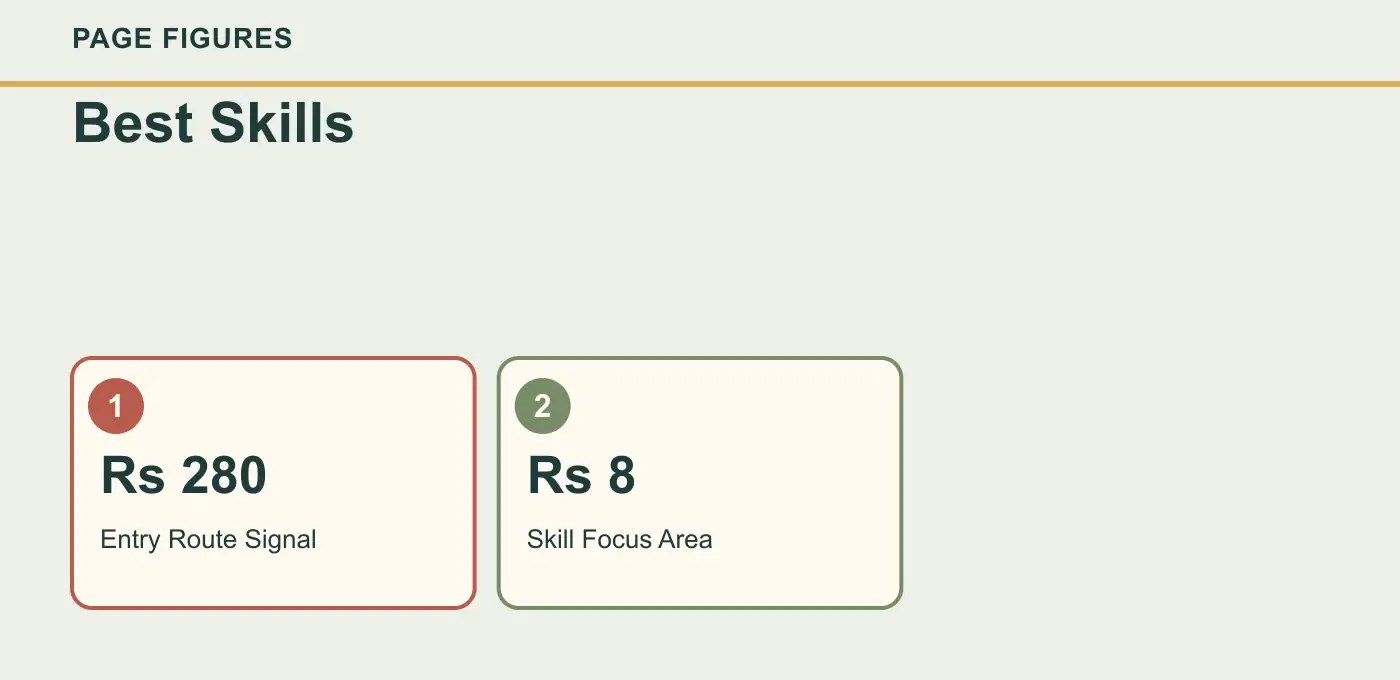 PAGE FIGURES
Best Skills
1
Rs 280
Entry Route Signal
2
Rs 8
Skill Focus Area